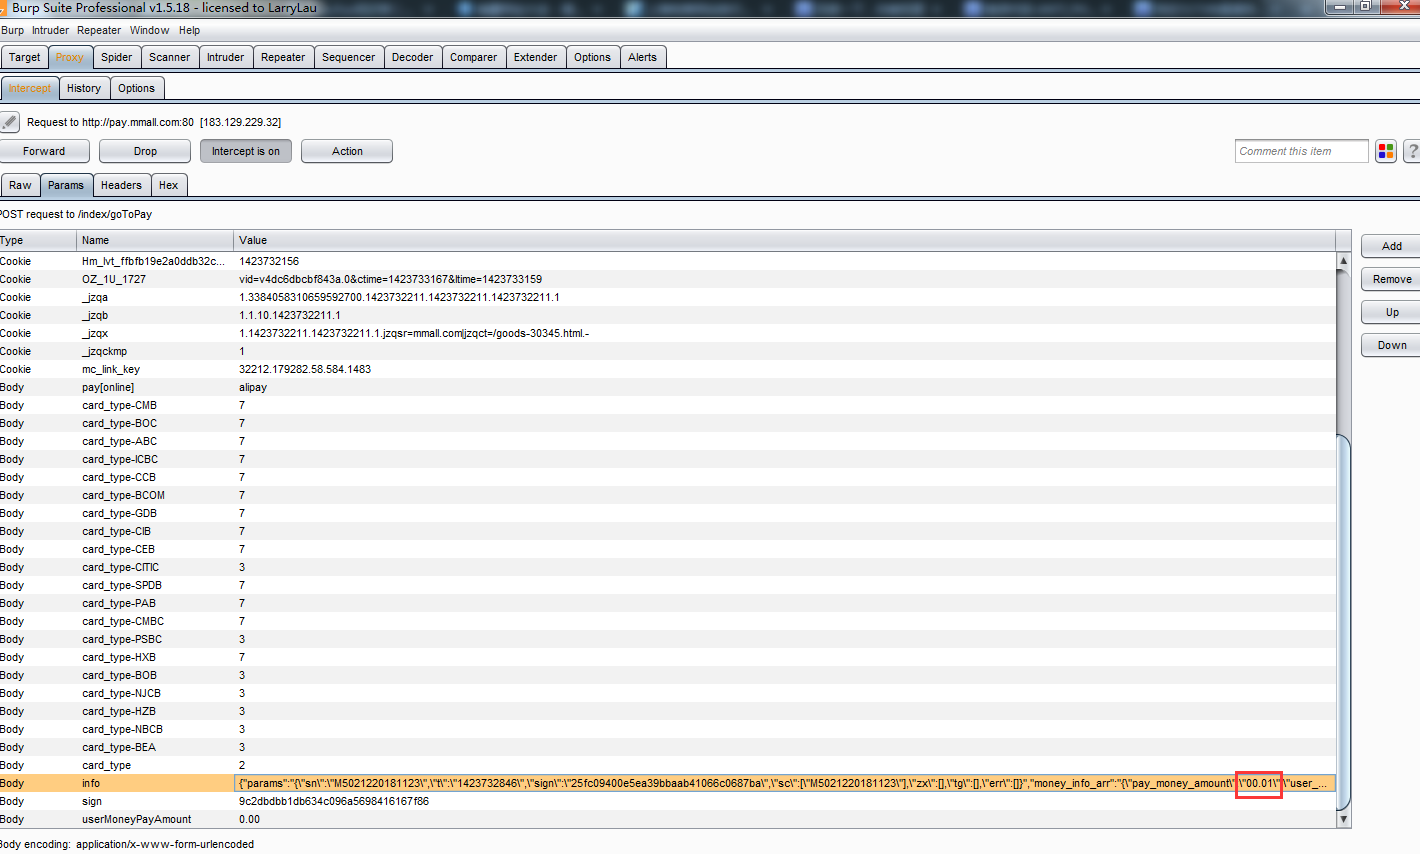 Burp Suite Professional v1.5.18 - licensed to LarryLau
Burp Intruder Repeater Window Help
Target Proxy Spider Scanner Intruder Repeater Sequencer Decoder Comparer Extender Options Alerts
Intercept History Options
Request to http://pay.mmall.com:80 [183.129.229.32]
Forward Drop Intercept is on Action Comment this item ?
Raw Params Headers Hex
POST request to /index/goToPay
Type Name Value
Add
Remove
Up
Down
Cookie Hm_lvt_ffbfb19e2a0ddb32c... 1423732156
Cookie OZ_1U_1727 vid=v4dc6dbcbf843a.0&ctime=1423733167&ltime=1423733159
Cookie _jzqa 1.3384058310659592700.1423732211.1423732211.1423732211.1
Cookie _jzqb 1.1.10.1423732211.1
Cookie _jzqx 1.1423732211.1423732211.1.jzqsr=mmall.com|jzqct=/goods-30345.html.-
Cookie _jzqckmp 1
Cookie mc_link_key 32212.179282.58.584.1483
Body pay[online] alipay
Body card_type-CMB 7
Body card_type-BOC 7
Body card_type-ABC 7
Body card_type-ICBC 7
Body card_type-CCB 7
Body card_type-BCOM 7
Body card_type-GDB 7
Body card_type-CIB 7
Body card_type-CEB 7
Body card_type-CITIC 3
Body card_type-SPDB 7
Body card_type-PAB 7
Body card_type-CMBC 7
Body card_type-PSBC 3
Body card_type-HXB 7
Body card_type-BOB 3
Body card_type-NJCB 3
Body card_type-HZB 3
Body card_type-NBCB 3
Body card_type-BEA 3
Body card_type 2
Body info {"params":"{\"sn\":\"M5021220181123\",\"t\":\"1423732846\",\"sign\":\"25fc09400e5ea39bbaab41066c0687ba\",\"sc\":[\"M5021220181123\"],\"zx\":[],\"tg\":[],\"err\":[]}","money_info_arr":"{\"pay_money_amount\":\"00.01\",\"user_...
Body sign 9c2dbdbb1db634c096a5698416167f86
Body userMoneyPayAmount 0.00
Body encoding: application/x-www-form-urlencoded